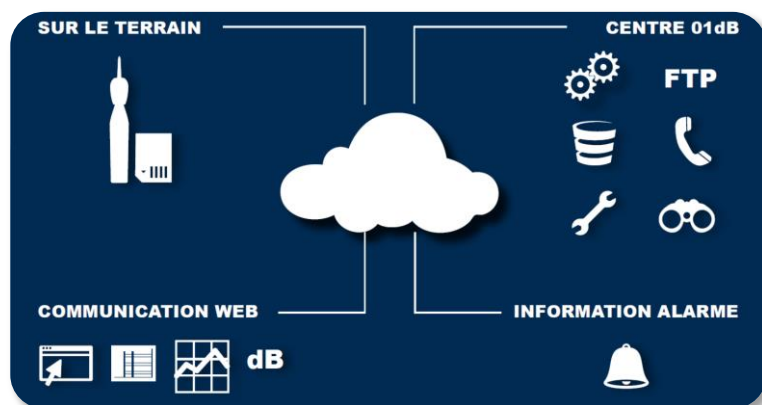 SUR LE TERRAIN
CENTRE 01dB
FTP
COMMUNICATION WEB
INFORMATION ALARME
dB